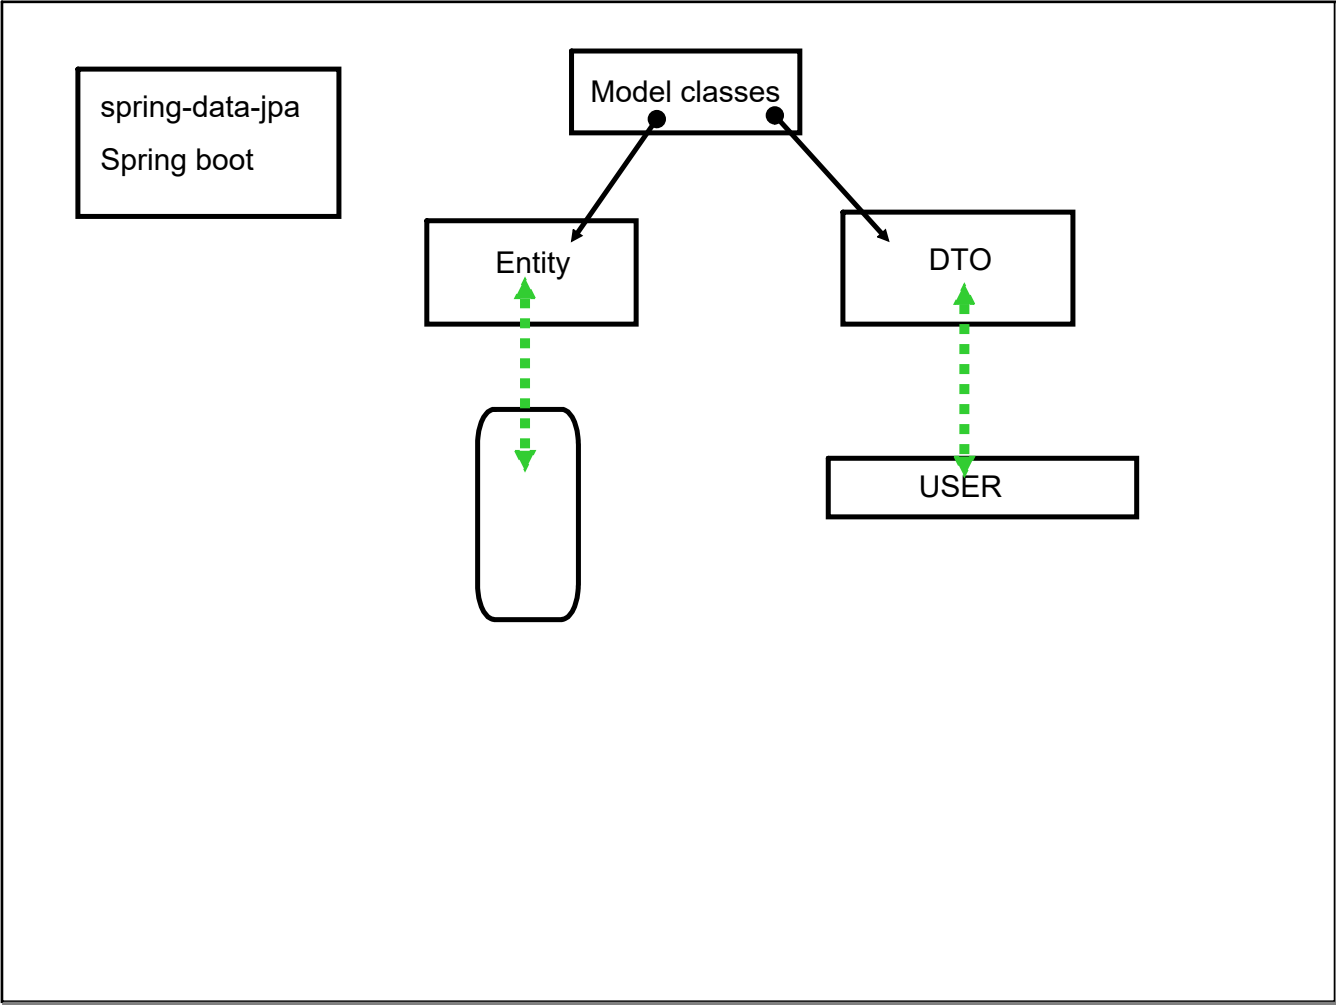 spring-data-jpa
Spring boot
Model classes
Entity
DTO
USER